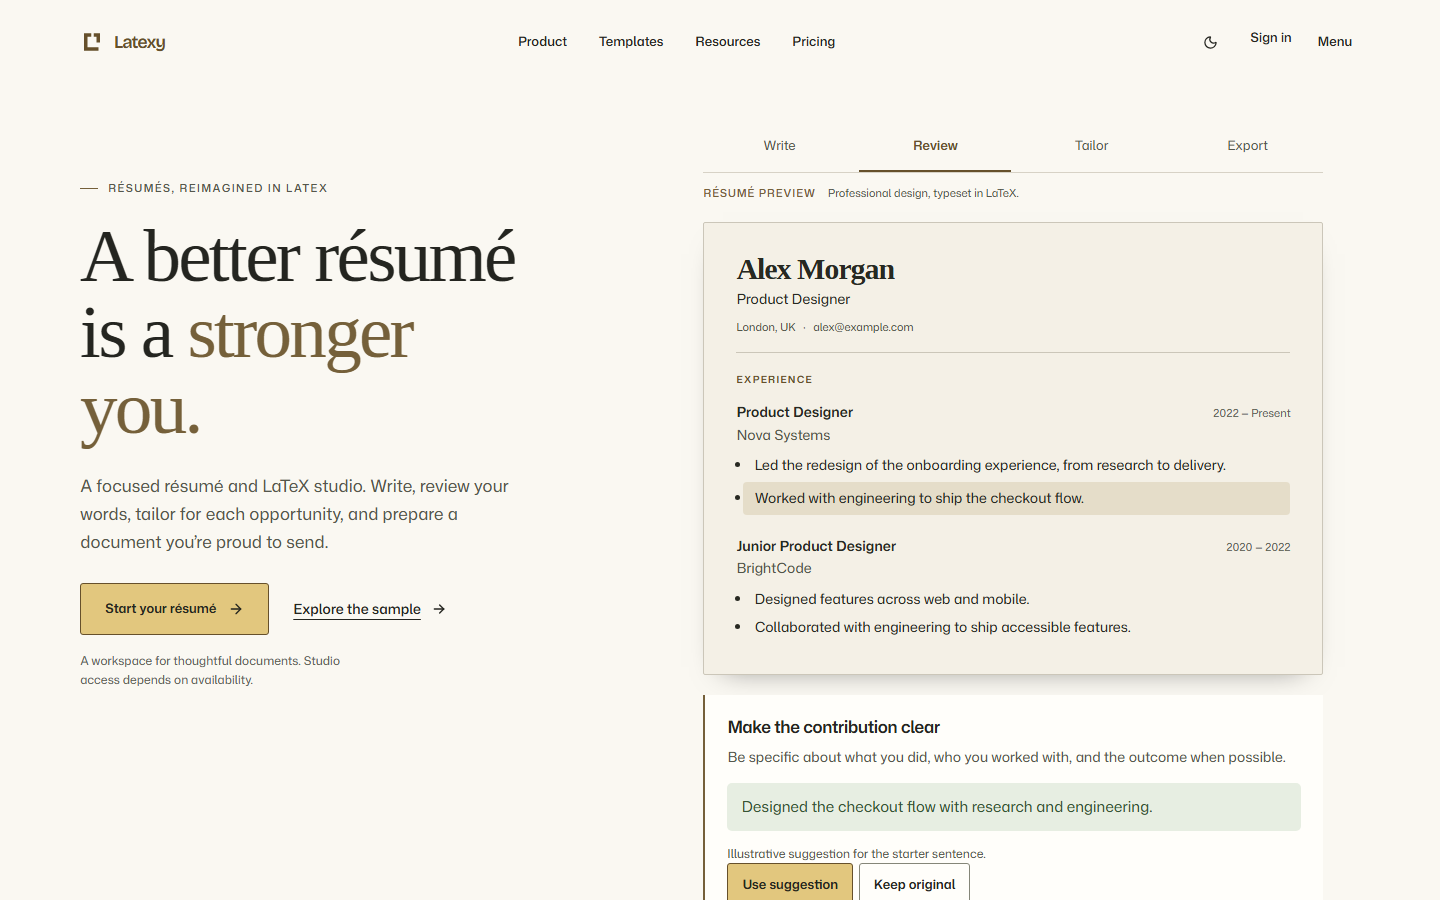 Latexy
Product
Templates
Resources
Pricing
Sign in
Menu
RÉSUMÉS, REIMAGINED IN LATEX
A better résumé
is a stronger
you.
A focused résumé and LaTeX studio. Write, review your
words, tailor for each opportunity, and prepare a
document you're proud to send.
Start your résumé →
Explore the sample →
A workspace for thoughtful documents. Studio
access depends on availability.
Write
Review
Tailor
Export
RÉSUMÉ PREVIEW Professional design, typeset in LaTeX.
Alex Morgan
Product Designer
London, UK · alex@example.com
EXPERIENCE
Product Designer 2022 – Present
Nova Systems
• Led the redesign of the onboarding experience, from research to delivery.
• Worked with engineering to ship the checkout flow.
Junior Product Designer 2020 – 2022
BrightCode
• Designed features across web and mobile.
• Collaborated with engineering to ship accessible features.
Make the contribution clear
Be specific about what you did, who you worked with, and the outcome when possible.
Designed the checkout flow with research and engineering.
Illustrative suggestion for the starter sentence.
Use suggestion
Keep original